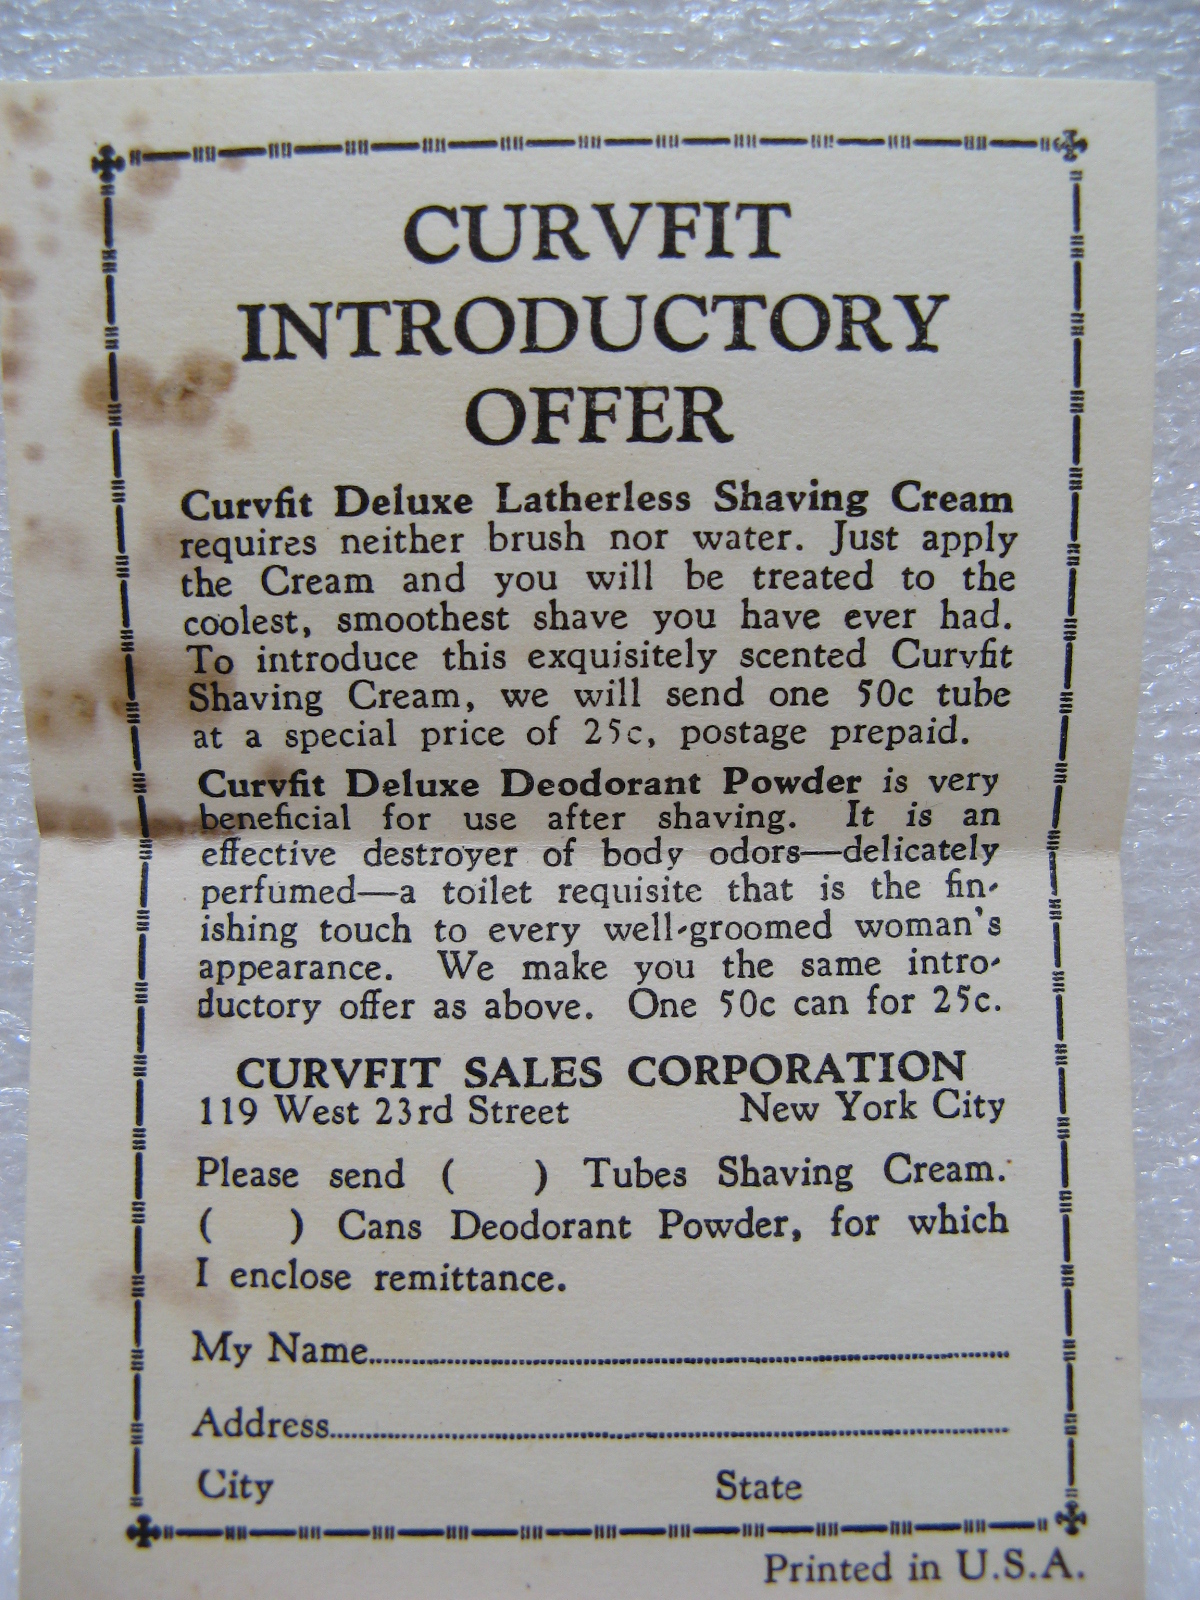 CURVFIT
INTRODUCTORY
OFFER
Curvfit Deluxe Latherless Shaving Cream
requires neither brush nor water. Just apply
the Cream and you will be treated to the
coolest, smoothest shave you have ever had.
To introduce this exquisitely scented Curvfit
Shaving Cream, we will send one 50c tube
at a special price of 25c, postage prepaid.
Curvfit Deluxe Deodorant Powder is very
beneficial for use after shaving. It is an
effective destroyer of body odors—delicately
perfumed—a toilet requisite that is the fin-
ishing touch to every well-groomed woman's
appearance. We make you the same intro-
ductory offer as above. One 50c can for 25c.
CURVFIT SALES CORPORATION
119 West 23rd Street New York City
Please send ( ) Tubes Shaving Cream.
( ) Cans Deodorant Powder, for which
I enclose remittance.
My Name
Address
City State
Printed in U.S.A.